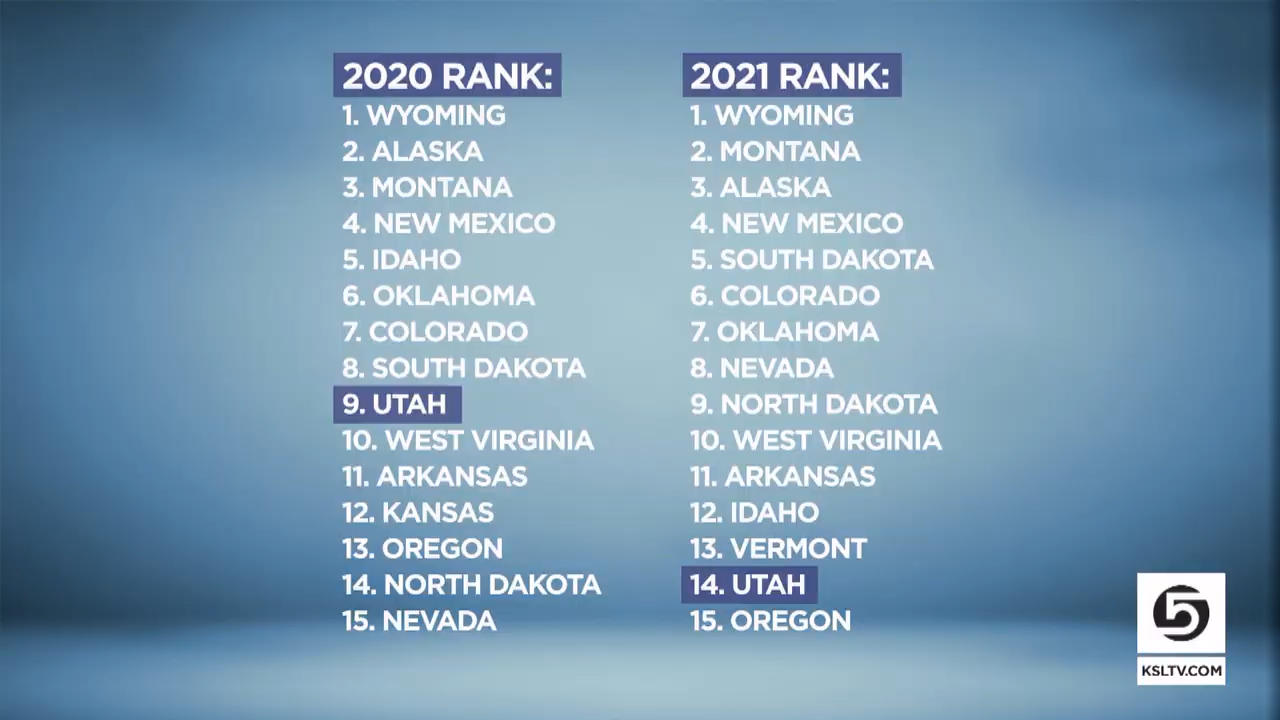 2020 RANK:
1. WYOMING
2. ALASKA
3. MONTANA
4. NEW MEXICO
5. IDAHO
6. OKLAHOMA
7. COLORADO
8. SOUTH DAKOTA
9. UTAH
10. WEST VIRGINIA
11. ARKANSAS
12. KANSAS
13. OREGON
14. NORTH DAKOTA
15. NEVADA
2021 RANK:
1. WYOMING
2. MONTANA
3. ALASKA
4. NEW MEXICO
5. SOUTH DAKOTA
6. COLORADO
7. OKLAHOMA
8. NEVADA
9. NORTH DAKOTA
10. WEST VIRGINIA
11. ARKANSAS
12. IDAHO
13. VERMONT
14. UTAH
15. OREGON
5
KSLTV.COM